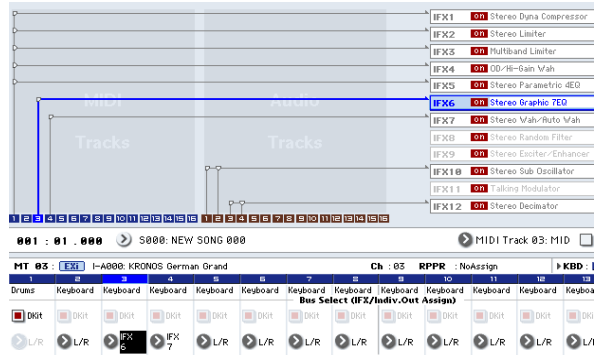 IFX1 on Stereo Dyna Compressor
IFX2 on Stereo Limiter
IFX3 on Multiband Limiter
IFX4 on OD/Hi-Gain Wah
IFX5 on Stereo Parametric 4EQ
IFX6 on Stereo Graphic 7EQ
IFX7 on Stereo Wah/Auto Wah
IFX8 on Stereo Random Filter
IFX9 on Stereo Exciter/Enhancer
IFX10 on Stereo Sub Oscillator
IFX11 on Talking Modulator
IFX12 on Stereo Decimator
MIDI Tracks
Audio Tracks
1 2 3 4 5 6 7 8 9 10 11 12 13 14 15 16 1 2 3 4 5 6 7 8 9 10 11 12 13 14 15 16
001 : 01 . 000 S000: NEW SONG 000 MIDI Track 03: MID
MT 03 : EXi I-A000: KRONOS German Grand Ch : 03 RPPR : NoAssign KBD :
1 2 3 4 5 6 7 8 9 10 11 12 13
Drums Keyboard Keyboard Keyboard Keyboard Keyboard Keyboard Keyboard Keyboard Keyboard Keyboard Keyboard Keyboard
Bus Select (IFX/Indiv.Out Assign)
DKit DKit DKit DKit DKit DKit DKit DKit DKit DKit DKit DKit
L/R L/R IFX 6 IFX 7 L/R L/R L/R L/R L/R L/R L/R L/R